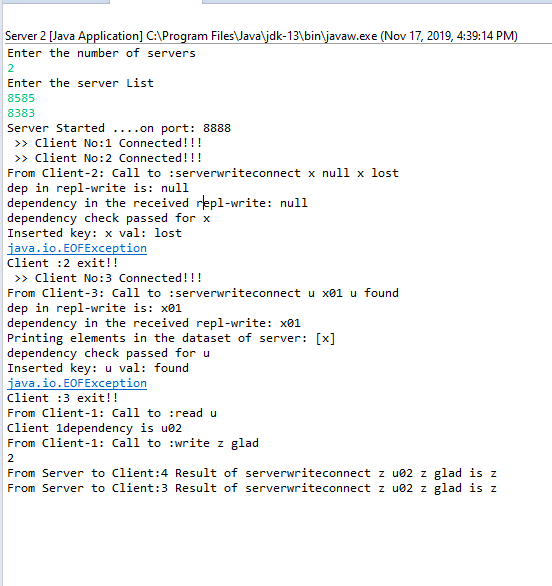 Server 2 [Java Application] C:\Program Files\Java\jdk-13\bin\javaw.exe (Nov 17, 2019, 4:39:14 PM)
Enter the number of servers
2
Enter the server List
8585
8383
Server Started ....on port: 8888
 >> Client No:1 Connected!!!
 >> Client No:2 Connected!!!
From Client-2: Call to :serverwriteconnect x null x lost
dep in repl-write is: null
dependency in the received repl-write: null
dependency check passed for x
Inserted key: x val: lost
java.io.EOFException
Client :2 exit!!
 >> Client No:3 Connected!!!
From Client-3: Call to :serverwriteconnect u x01 u found
dep in repl-write is: x01
dependency in the received repl-write: x01
Printing elements in the dataset of server: [x]
dependency check passed for u
Inserted key: u val: found
java.io.EOFException
Client :3 exit!!
From Client-1: Call to :read u
Client 1dependency is u02
From Client-1: Call to :write z glad
2
From Server to Client:4 Result of serverwriteconnect z u02 z glad is z
From Server to Client:3 Result of serverwriteconnect z u02 z glad is z